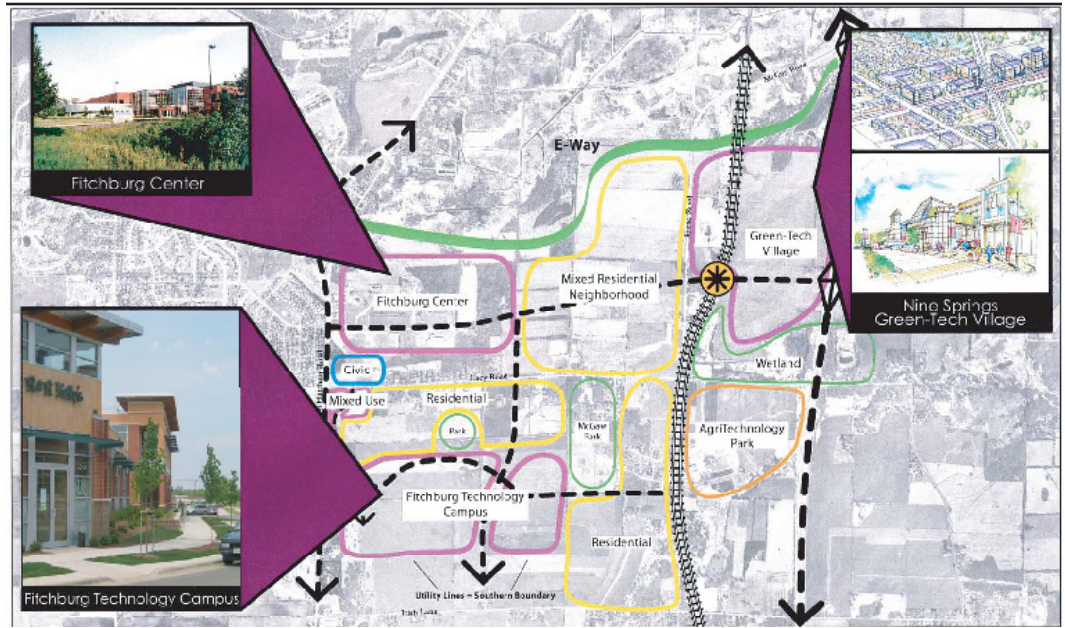 Fitchburg Center
McGaw Road
E-Way
Green-Tech
Village
Nine Springs
Green-Tech Village
Fitchburg Center
Mixed Residential
Neighborhood
Wetland
Civic
Lacy Road
Mixed Use
Residential
Park
McGaw
Park
AgriTechnology
Park
Fitchburg Technology
Campus
Residential
Utility Lines = Southern Boundary
Fitchburg Technology Campus